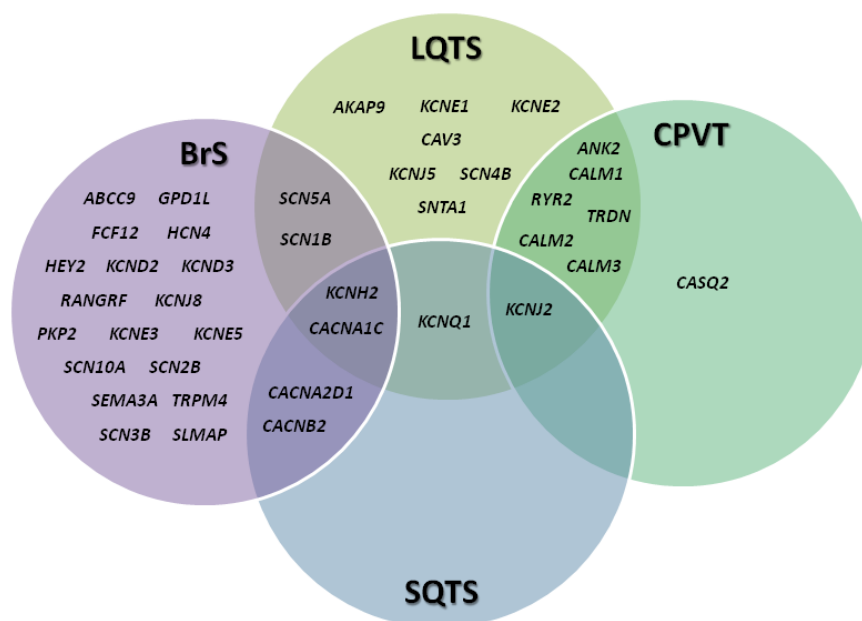 LQTS
AKAP9 KCNE1 KCNE2
CAV3
KCNJ5 SCN4B
SNTA1
BrS
ABCC9 GPD1L
FCF12 HCN4
HEY2 KCND2 KCND3
RANGRF KCNJ8
PKP2 KCNE3 KCNE5
SCN10A SCN2B
SEMA3A TRPM4
SCN3B SLMAP
SCN5A
SCN1B
KCNH2
CACNA1C
CACNA2D1
CACNB2
KCNQ1
KCNJ2
CPVT
ANK2
CALM1
RYR2
TRDN
CALM2
CALM3
CASQ2
SQTS